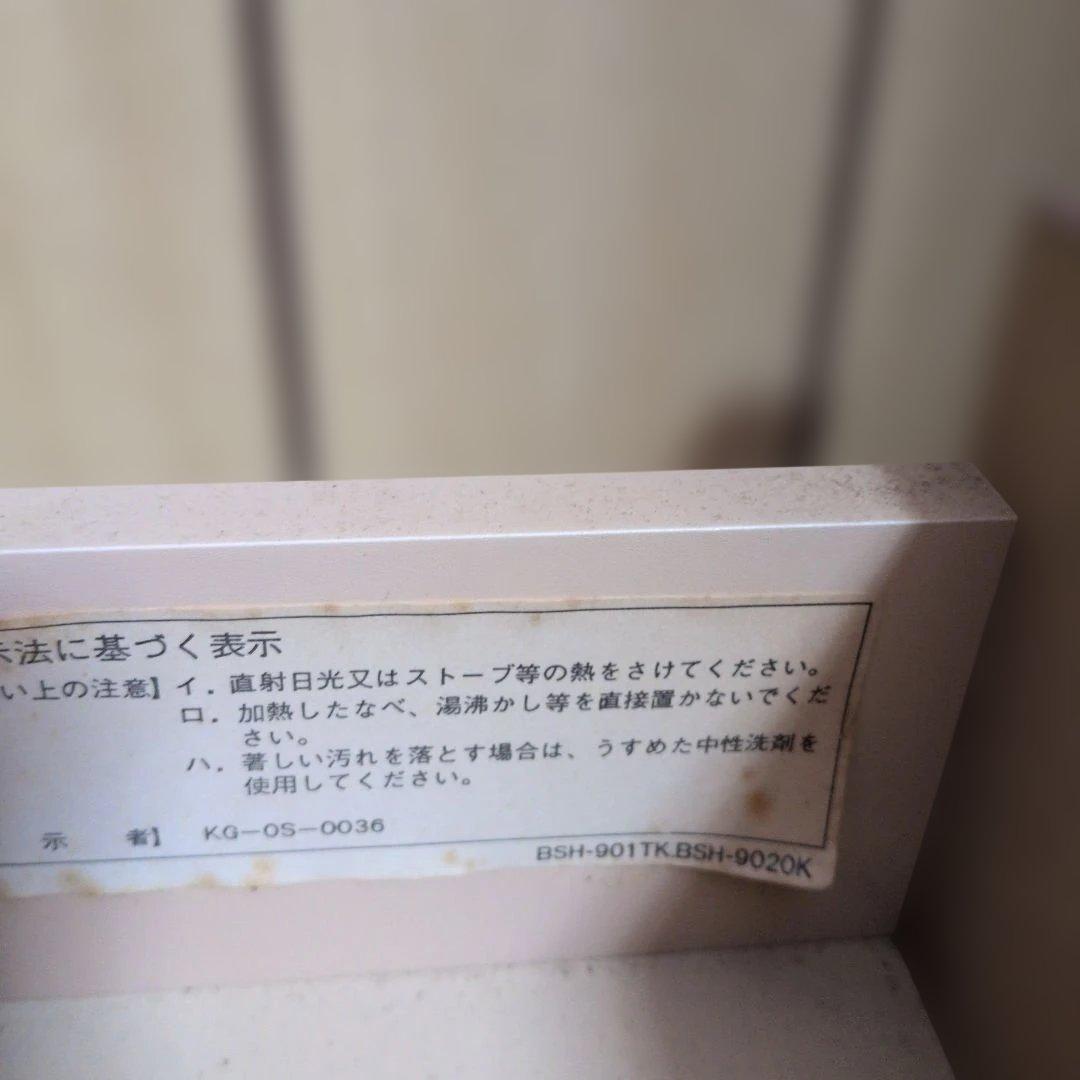 法に基づく表示
い上の注意】イ．直射日光又はストーブ等の熱をさけてください。
ロ．加熱したなべ、湯沸かし等を直接置かないでくだ
さい。
ハ．著しい汚れを落とす場合は、うすめた中性洗剤を
使用してください。
示　者】　KG－OS－0036
BSH-901TK.BSH-9020K